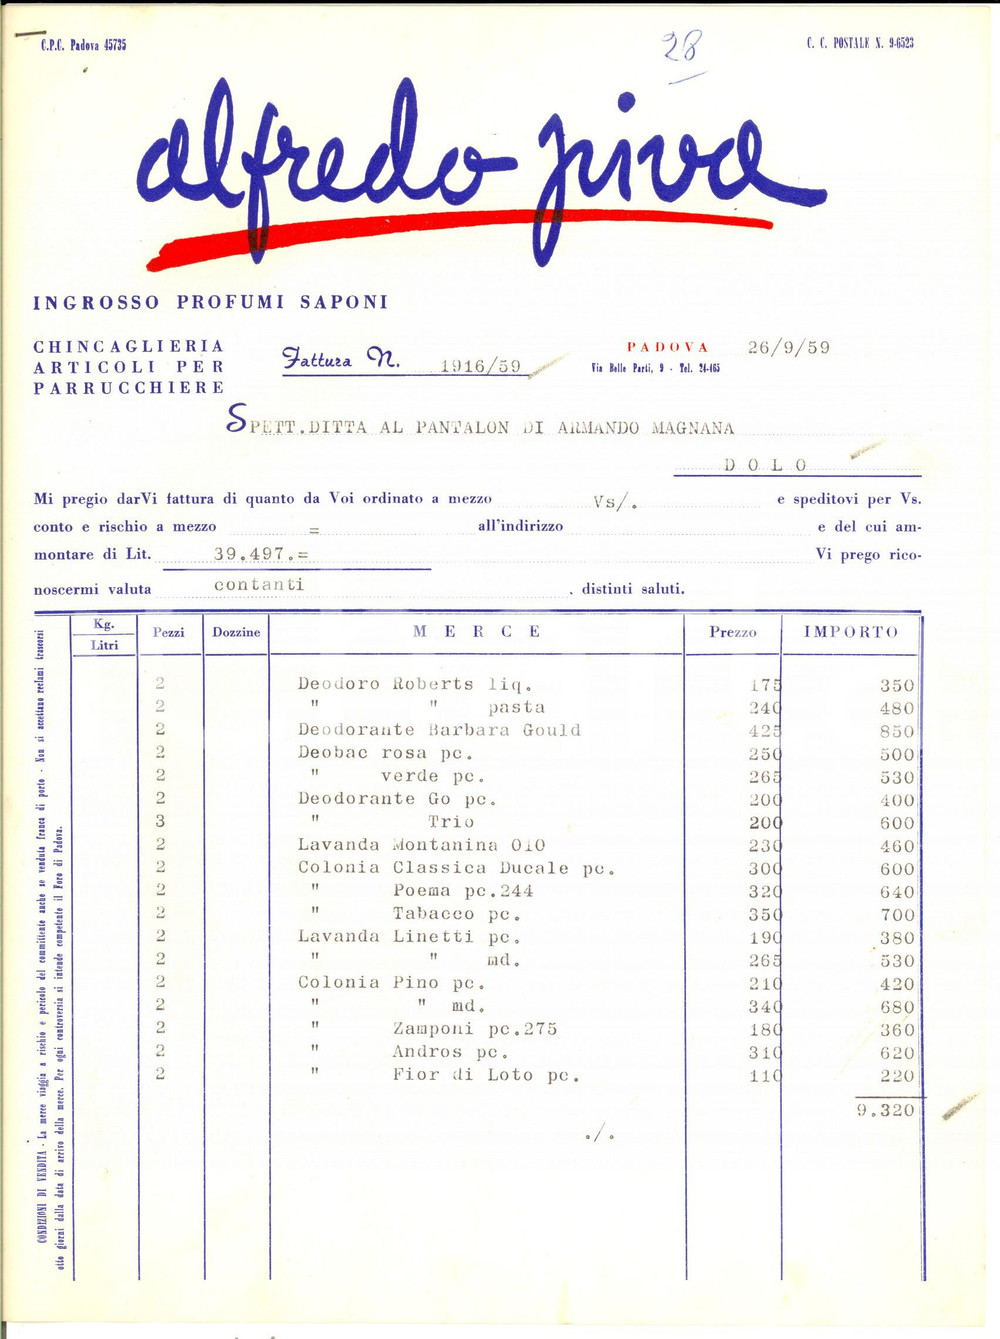 C.P.C. Padova 45735
28
C. C. POSTALE N. 9-6523
alfredo piva
INGROSSO PROFUMI SAPONI
CHINCAGLIERIA
ARTICOLI PER
PARRUCCHIERE
Fattura N. 1916/59
PADOVA 26/9/59
Via Belle Parti, 9 - Tel. 24-465
SPETT.DITTA AL PANTALON DI ARMANDO MAGNANA
D O L O
Mi pregio darVi fattura di quanto da Voi ordinato a mezzo Vs/. e speditovi per Vs.
conto e rischio a mezzo = all'indirizzo e del cui am-
montare di Lit. 39.497.= Vi prego rico-
noscermi valuta contanti . distinti saluti.
Kg. Litri Pezzi Dozzine MERCE Prezzo IMPORTO
2 Deodoro Roberts liq. 175 350
2 " " pasta 240 480
2 Deodorante Barbara Gould 425 850
2 Deobac rosa pc. 250 500
2 " verde pc. 265 530
2 Deodorante Go pc. 200 400
3 " Trio 200 600
2 Lavanda Montanina 010 230 460
2 Colonia Classica Ducale pc. 300 600
2 " Poema pc.244 320 640
2 " Tabacco pc. 350 700
2 Lavanda Linetti pc. 190 380
2 " " md. 265 530
2 Colonia Pino pc. 210 420
2 " " md. 340 680
2 " Zamponi pc.275 180 360
2 " Andros pc. 310 620
2 " Fior di Loto pc. 110 220
9.320
./.
CONDIZIONI DI VENDITA - La merce viaggia a rischio e pericolo del committente anche se venduta franco di porto - Non si accettano reclami trascorsi
otto giorni dalla data di arrivo della merce. Per ogni controversia si intende competente il Foro di Padova.